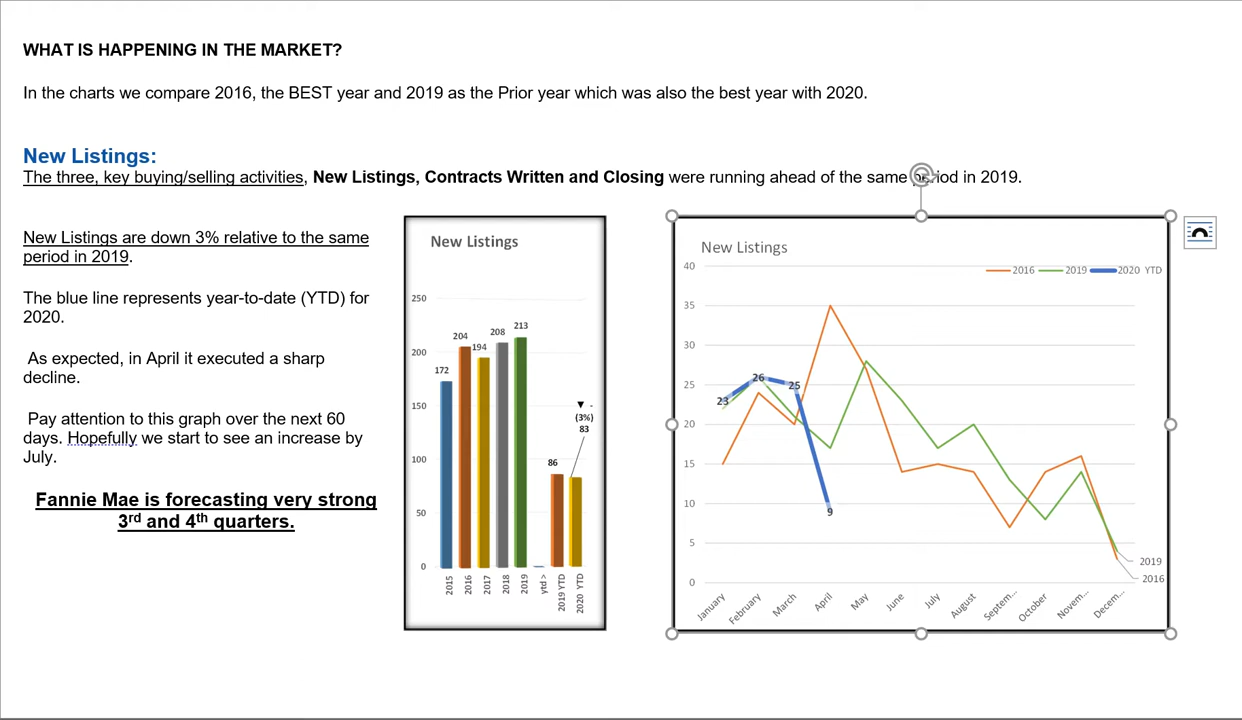 WHAT IS HAPPENING IN THE MARKET?
In the charts we compare 2016, the BEST year and 2019 as the Prior year which was also the best year with 2020.
New Listings:
The three, key buying/selling activities, New Listings, Contracts Written and Closing were running ahead of the same period in 2019.
New Listings are down 3% relative to the same
period in 2019.
The blue line represents year-to-date (YTD) for
2020.
As expected, in April it executed a sharp
decline.
Pay attention to this graph over the next 60
days. Hopefully we start to see an increase by
July.
Fannie Mae is forecasting very strong
3rd and 4th quarters.
New Listings
250
200
150
100
50
0
172
204
194
208
213
86
▼ -
(3%)
83
2015
2016
2017
2018
2019
ytd >
2019 YTD
2020 YTD
New Listings
2016 2019 2020 YTD
40
35
30
25
20
15
10
5
0
23
26
25
9
2019
2016
January
February
March
April
May
June
July
August
Septem...
October
Novem...
Decem...